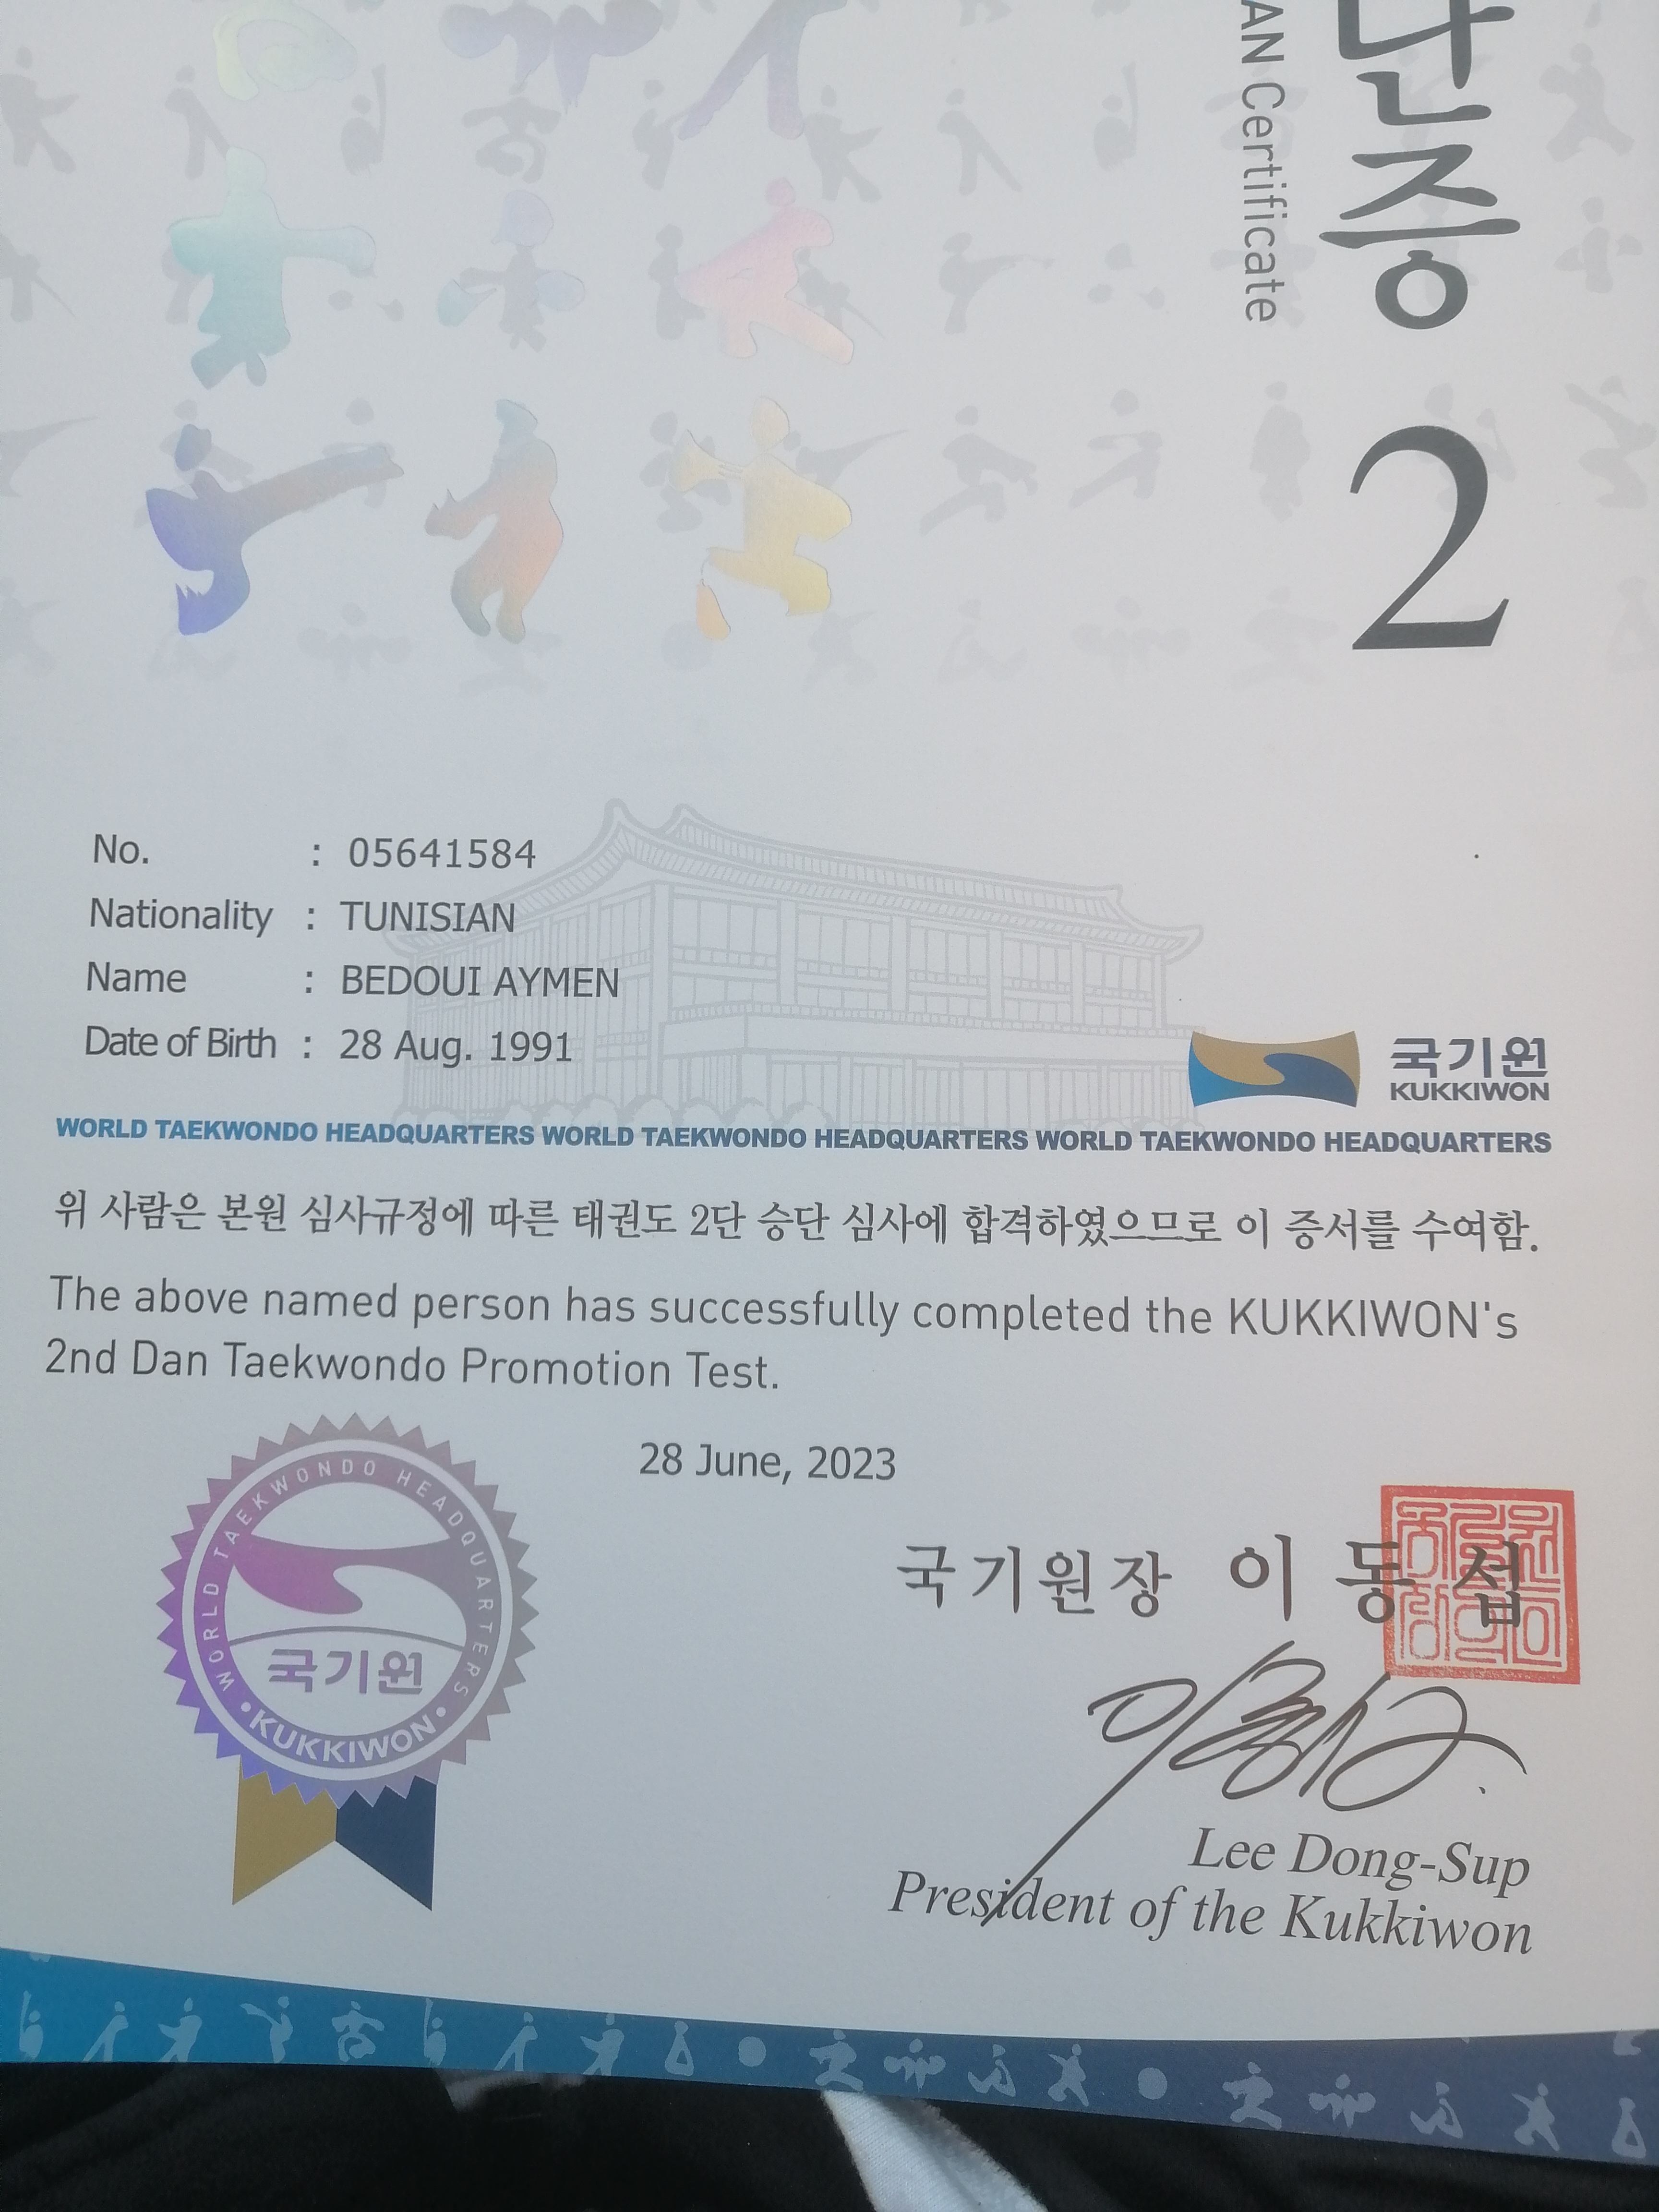 단증
DAN Certificate
2
No. : 05641584
Nationality : TUNISIAN
Name : BEDOUI AYMEN
Date of Birth : 28 Aug. 1991
국기원
KUKKIWON
WORLD TAEKWONDO HEADQUARTERS WORLD TAEKWONDO HEADQUARTERS WORLD TAEKWONDO HEADQUARTERS
위 사람은 본원 심사규정에 따른 태권도 2단 승단 심사에 합격하였으므로 이 증서를 수여함.
The above named person has successfully completed the KUKKIWON's
2nd Dan Taekwondo Promotion Test.
28 June, 2023
WORLD TAEKWONDO HEADQUARTERS
국기원
• KUKKIWON •
국기원장 이동섭
Lee Dong-Sup
President of the Kukkiwon